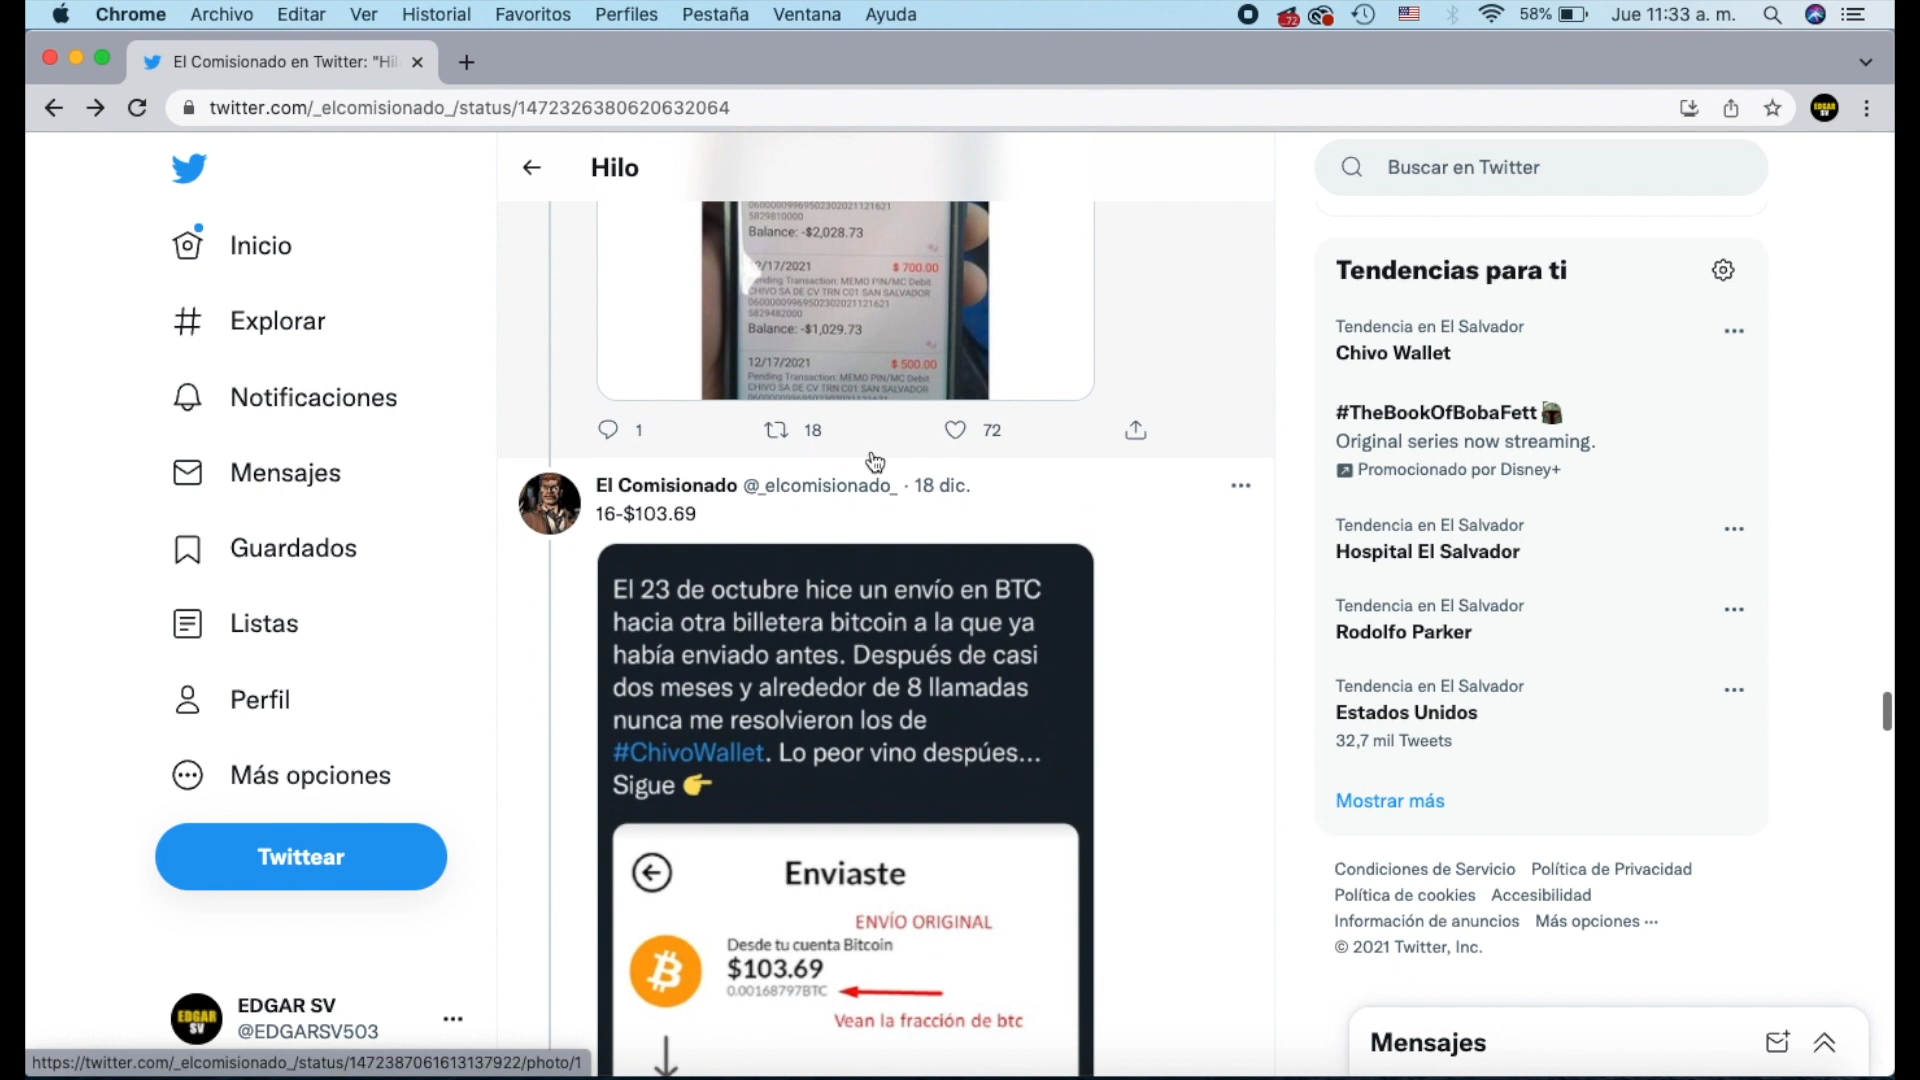 Chrome Archivo Editar Ver Historial Favoritos Perfiles Pestaña Ventana Ayuda
72 58% Jue 11:33 a. m.
El Comisionado en Twitter: "Hil
twitter.com/_elcomisionado_/status/1472326380620632064
EDGAR SV
Inicio
Explorar
Notificaciones
Mensajes
Guardados
Listas
Perfil
Más opciones
Twittear
EDGAR SV
EDGAR SV
@EDGARSV503
https://twitter.com/_elcomisionado_/status/1472387061613137922/photo/1
Hilo
5829810000
Balance: -$2,028.73
2/17/2021 $ 700.00
ending Transaction: MEMO PIN/MC Debit
CHIVO SA DE CV TRN C01 SAN SALVADOR
5829482000
Balance: -$1,029.73
12/17/2021 $ 500.00
Pending Transaction: MEMO PIN/MC Debit
CHIVO SA DE CV TRN C01 SAN SALVADOR
1 18 72
El Comisionado @_elcomisionado_ · 18 dic.
16-$103.69
El 23 de octubre hice un envío en BTC
hacia otra billetera bitcoin a la que ya
había enviado antes. Después de casi
dos meses y alrededor de 8 llamadas
nunca me resolvieron los de
#ChivoWallet. Lo peor vino despúes...
Sigue
Enviaste
ENVÍO ORIGINAL
Desde tu cuenta Bitcoin
$103.69
0.00168797BTC
Vean la fracción de btc
Buscar en Twitter
Tendencias para ti
Tendencia en El Salvador
Chivo Wallet
#TheBookOfBobaFett
Original series now streaming.
Promocionado por Disney+
Tendencia en El Salvador
Hospital El Salvador
Tendencia en El Salvador
Rodolfo Parker
Tendencia en El Salvador
Estados Unidos
32,7 mil Tweets
Mostrar más
Condiciones de Servicio Política de Privacidad
Política de cookies Accesibilidad
Información de anuncios Más opciones ···
© 2021 Twitter, Inc.
Mensajes